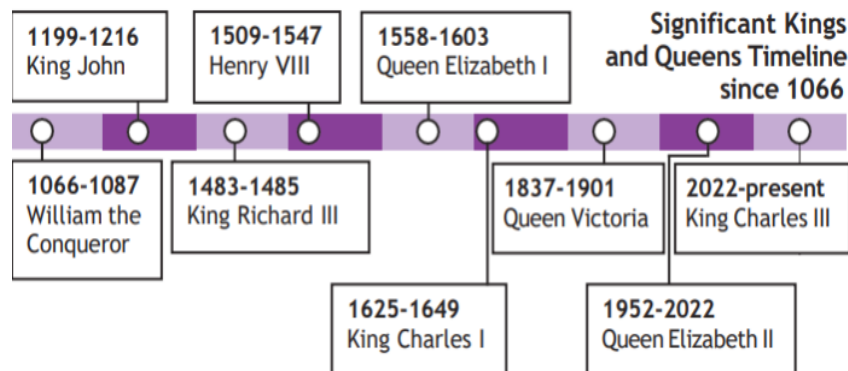 Significant Kings
and Queens Timeline
since 1066
1199-1216
King John
1509-1547
Henry VIII
1558-1603
Queen Elizabeth I
1066-1087
William the
Conqueror
1483-1485
King Richard III
1837-1901
Queen Victoria
2022-present
King Charles III
1625-1649
King Charles I
1952-2022
Queen Elizabeth II